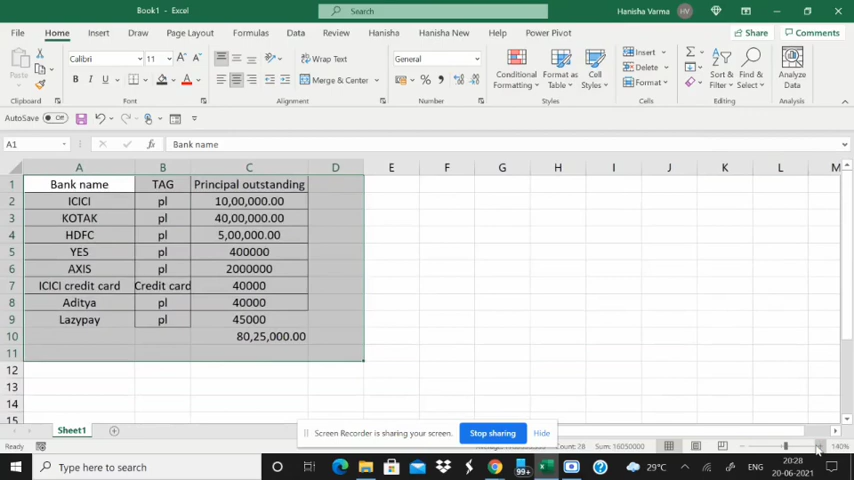 Book1 - Excel
Search
Hanisha Varma HV
File Home Insert Draw Page Layout Formulas Data Review Hanisha Hanisha New Help Power Pivot Share Comments
Calibri 11 Wrap Text General Insert
Paste B I U A Merge & Center % Conditional Formatting Format as Table Cell Styles Delete Format Sort & Filter Find & Select Analyze Data
Clipboard Font Alignment Number Styles Cells Editing Analysis
AutoSave Off
A1 fx Bank name
A B C D E F G H I J K L M
1 Bank name TAG Principal outstanding
2 ICICI pl 10,00,000.00
3 KOTAK pl 40,00,000.00
4 HDFC pl 5,00,000.00
5 YES pl 400000
6 AXIS pl 2000000
7 ICICI credit card Credit card 40000
8 Aditya pl 40000
9 Lazypay pl 45000
10 80,25,000.00
11
12
13
14
15
Sheet1
Screen Recorder is sharing your screen. Stop sharing Hide
Ready Count: 28 Sum: 16050000 140%
Type here to search 99+ 29°C ENG 20:28
20-06-2021